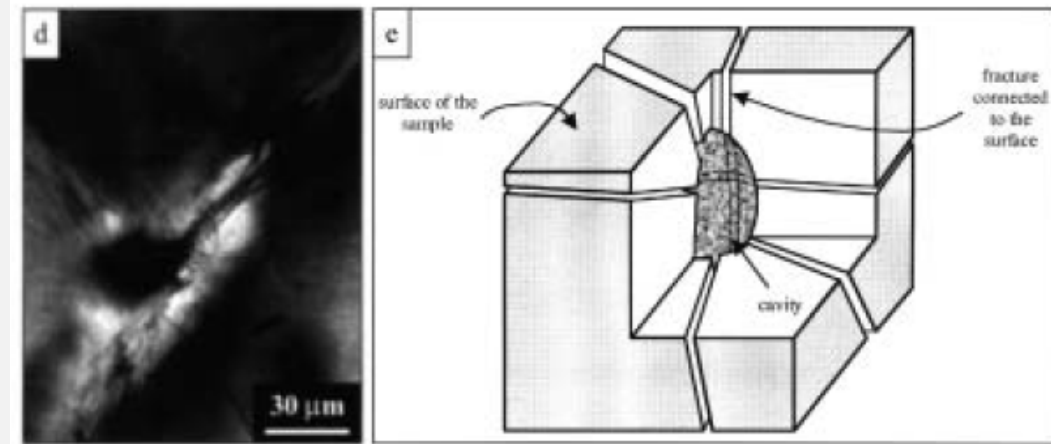 d
30 µm
e
surface of the
sample
fracture
connected
to the
surface
cavity